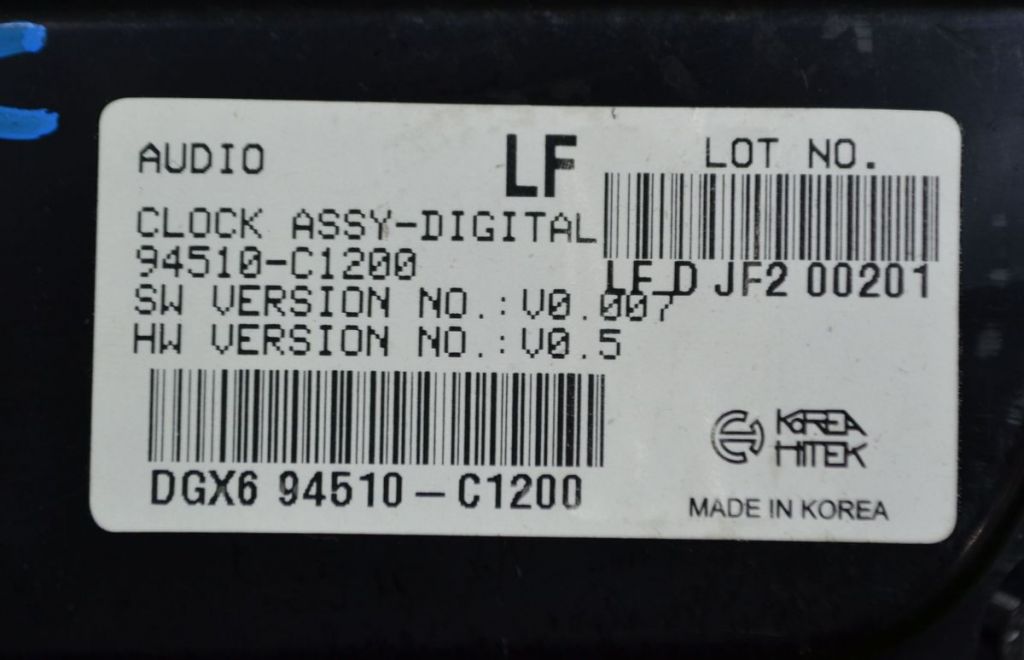 AUDIO
LF
LOT NO.
CLOCK ASSY-DIGITAL
94510-C1200
LF_D JF2 00201
SW VERSION NO.:V0.007
HW VERSION NO.:V0.5
KOREA
HITEK
DGX6 94510-C1200
MADE IN KOREA